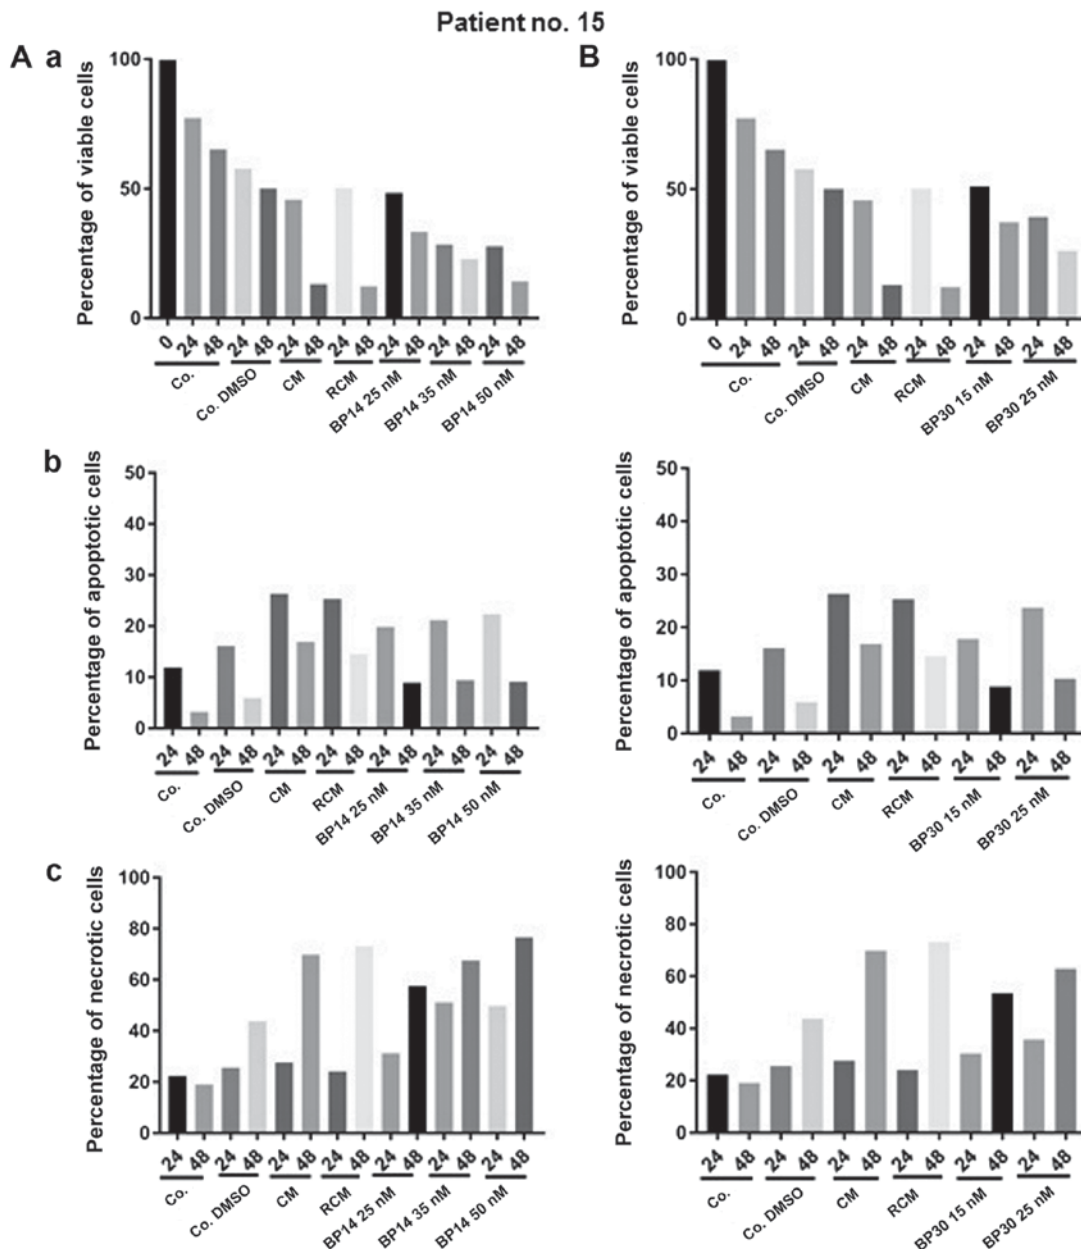 Patient no. 15
A a
Percentage of viable cells
100
50
0
0 24 48 24 48 24 48 24 48 24 48 24 48 24 48
Co. Co. DMSO CM RCM BP14 25 nM BP14 35 nM BP14 50 nM
B
Percentage of viable cells
100
50
0
0 24 48 24 48 24 48 24 48 24 48 24 48
Co. Co. DMSO CM RCM BP30 15 nM BP30 25 nM
b
Percentage of apoptotic cells
50
40
30
20
10
0
24 48 24 48 24 48 24 48 24 48 24 48 24 48
Co. Co. DMSO CM RCM BP14 25 nM BP14 35 nM BP14 50 nM
Percentage of apoptotic cells
50
40
30
20
10
0
24 48 24 48 24 48 24 48 24 48 24 48
Co. Co. DMSO CM RCM BP30 15 nM BP30 25 nM
c
Percentage of necrotic cells
100
80
60
40
20
0
24 48 24 48 24 48 24 48 24 48 24 48 24 48
Co. Co. DMSO CM RCM BP14 25 nM BP14 35 nM BP14 50 nM
Percentage of necrotic cells
100
80
60
40
20
0
24 48 24 48 24 48 24 48 24 48 24 48
Co. Co. DMSO CM RCM BP30 15 nM BP30 25 nM